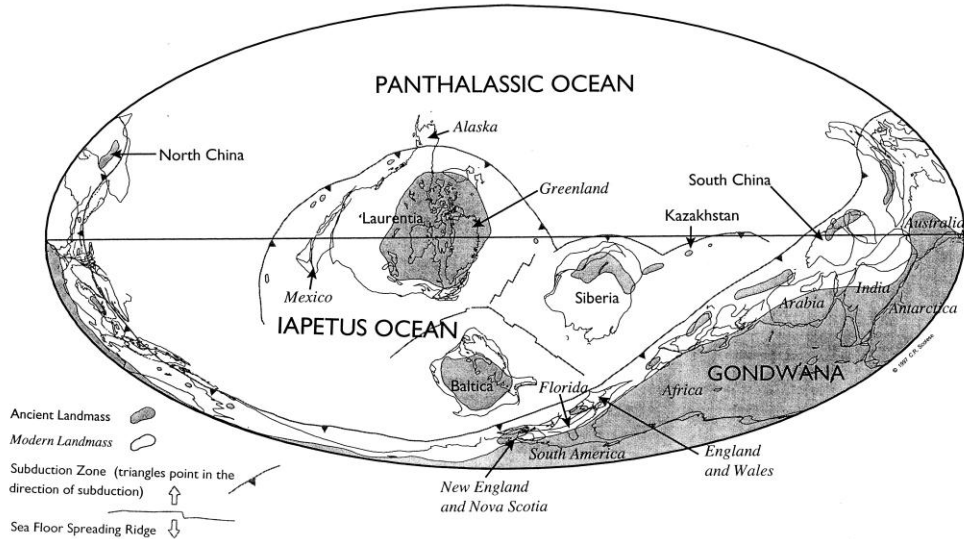 PANTHALASSIC OCEAN
Alaska
North China
Greenland
South China
Laurentia
Kazakhstan
Australia
Mexico
Siberia
Arabia
India
Antarctica
IAPETUS OCEAN
© 1997 C.R. Scotese
Baltica
Florida
Africa
GONDWANA
Ancient Landmass
Modern Landmass
South America
England
and Wales
Subduction Zone (triangles point in the
direction of subduction)
New England
and Nova Scotia
Sea Floor Spreading Ridge